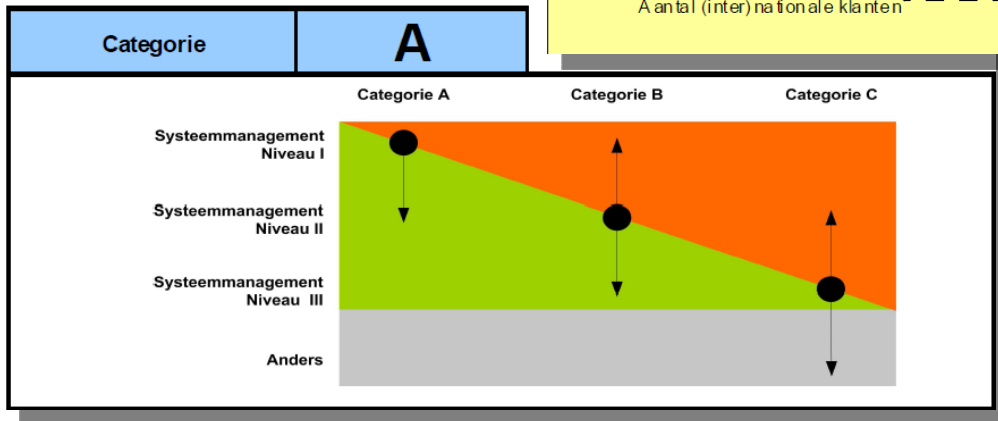 Aantal (inter)nationale klanten
Categorie
A
Categorie A
Categorie B
Categorie C
Systeemmanagement
Niveau I
Systeemmanagement
Niveau II
Systeemmanagement
Niveau III
Anders